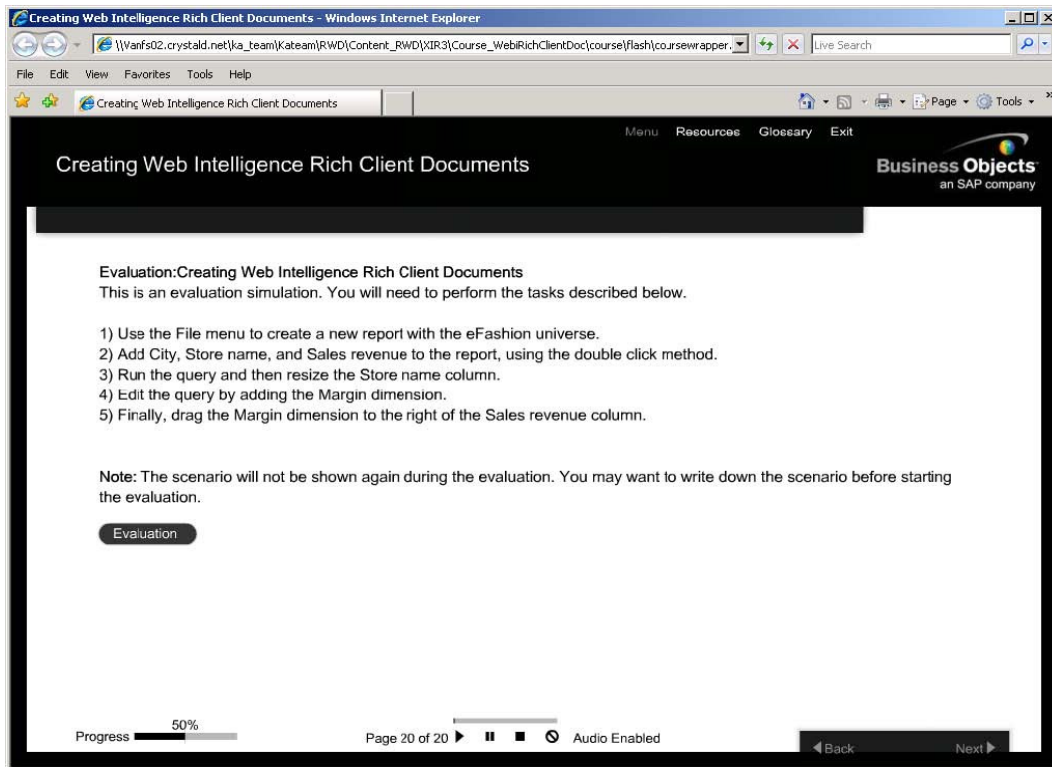 Creating Web Intelligence Rich Client Documents - Windows Internet Explorer
\\Vanfs02.crystald.net\ka_team\Kateam\RWD\Content_RWD\XIR3\Course_WebiRichClientDoc\course\flash\coursewrapper.
Live Search
File Edit View Favorites Tools Help
Creating Web Intelligence Rich Client Documents
Page Tools
Menu Resources Glossary Exit
Creating Web Intelligence Rich Client Documents
Business Objects
an SAP company
Evaluation:Creating Web Intelligence Rich Client Documents
This is an evaluation simulation. You will need to perform the tasks described below.
1) Use the File menu to create a new report with the eFashion universe.
2) Add City, Store name, and Sales revenue to the report, using the double click method.
3) Run the query and then resize the Store name column.
4) Edit the query by adding the Margin dimension.
5) Finally, drag the Margin dimension to the right of the Sales revenue column.
Note: The scenario will not be shown again during the evaluation. You may want to write down the scenario before starting
the evaluation.
Evaluation
50%
Progress
Page 20 of 20
Audio Enabled
Back
Next